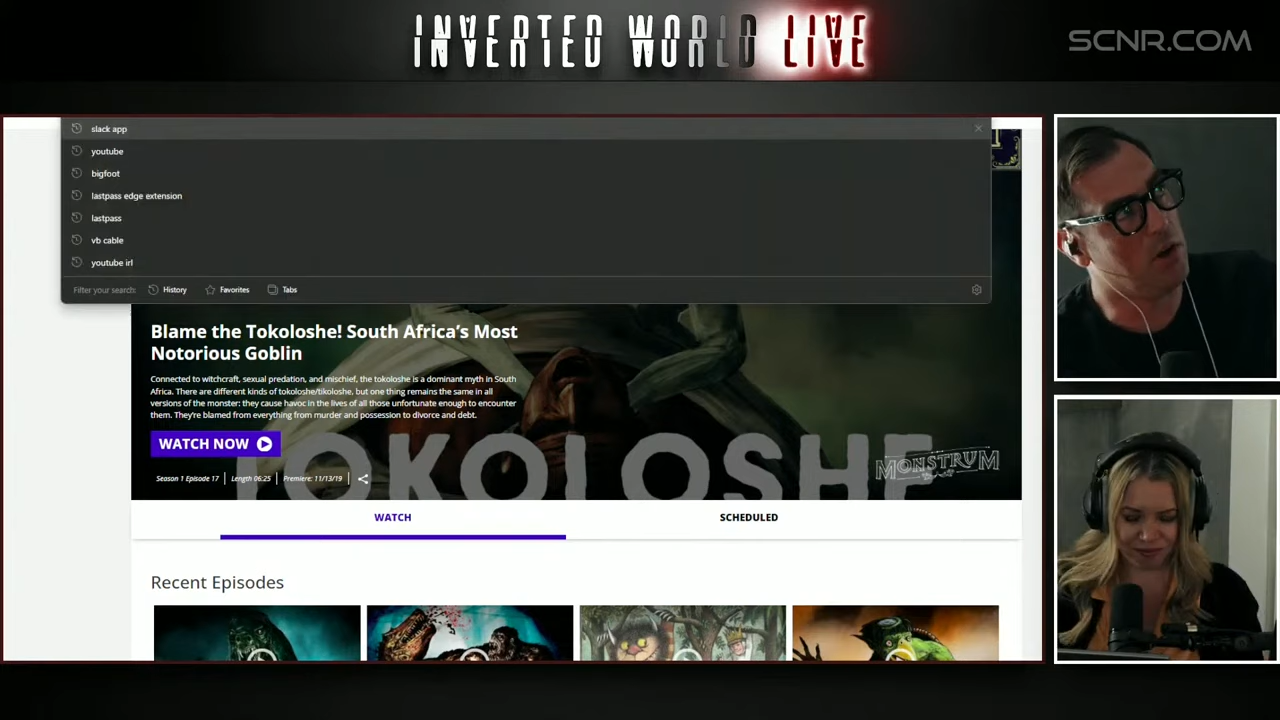 INVERTED WORLD LIVE
SCNR.COM
slack app
youtube
bigfoot
lastpass edge extension
lastpass
vb cable
youtube irl
Filter your search: History Favorites Tabs
Blame the Tokoloshe! South Africa's Most
Notorious Goblin
Connected to witchcraft, sexual predation, and mischief, the tokoloshe is a dominant myth in South
Africa. There are different kinds of tokoloshe/tikoloshe, but one thing remains the same in all
versions of the monster: they cause havoc in the lives of all those unfortunate enough to encounter
them. They're blamed from everything from murder and possession to divorce and debt.
WATCH NOW
TOKOLOSHE
MONSTRUM
Season 1 Episode 17 | Length 06:25 | Premiere: 11/13/19
WATCH
SCHEDULED
Recent Episodes